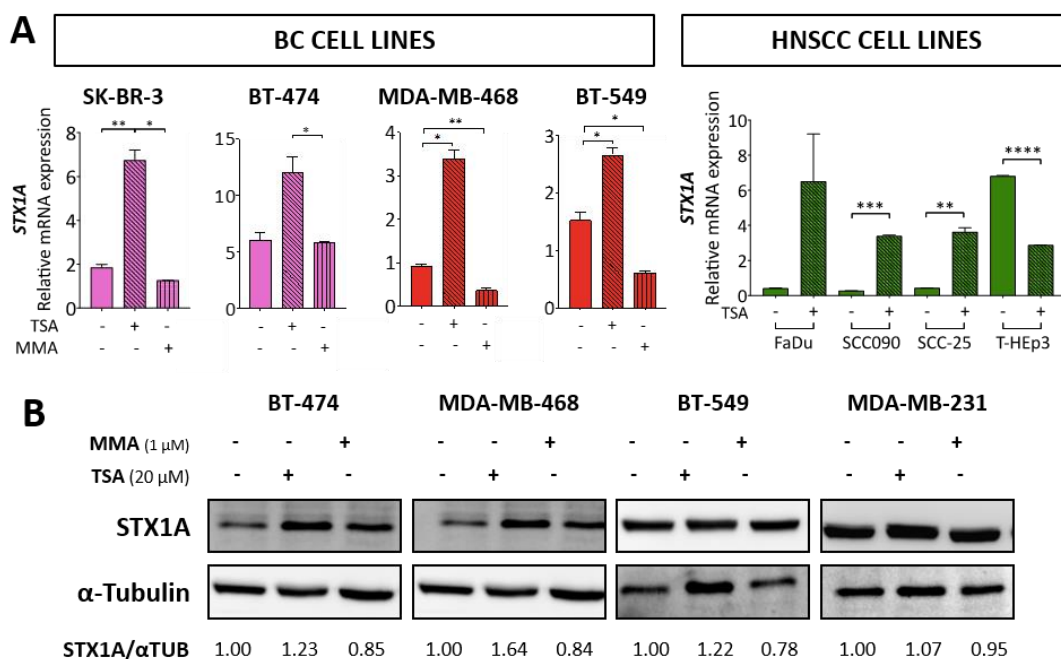 A
BC CELL LINES
HNSCC CELL LINES
SK-BR-3 BT-474 MDA-MB-468 BT-549
STX1A
Relative mRNA expression
8
6
4
2
0
** *
15
10
5
0
*
4
3
2
1
0
**
*
3
2
1
0
*
*
STX1A
Relative mRNA expression
10
8
6
4
2
0
*** ** ****
TSA - + - - + - - + - - + -
MMA - - + - - + - - + - - +
TSA - + - + - + - +
FaDu SCC090 SCC-25 T-HEp3
B
BT-474 MDA-MB-468 BT-549 MDA-MB-231
MMA (1 µM) - - + - - + - - + - - +
TSA (20 µM) - + - - + - - + - - + -
STX1A
α-Tubulin
STX1A/αTUB 1.00 1.23 0.85 1.00 1.64 0.84 1.00 1.22 0.78 1.00 1.07 0.95